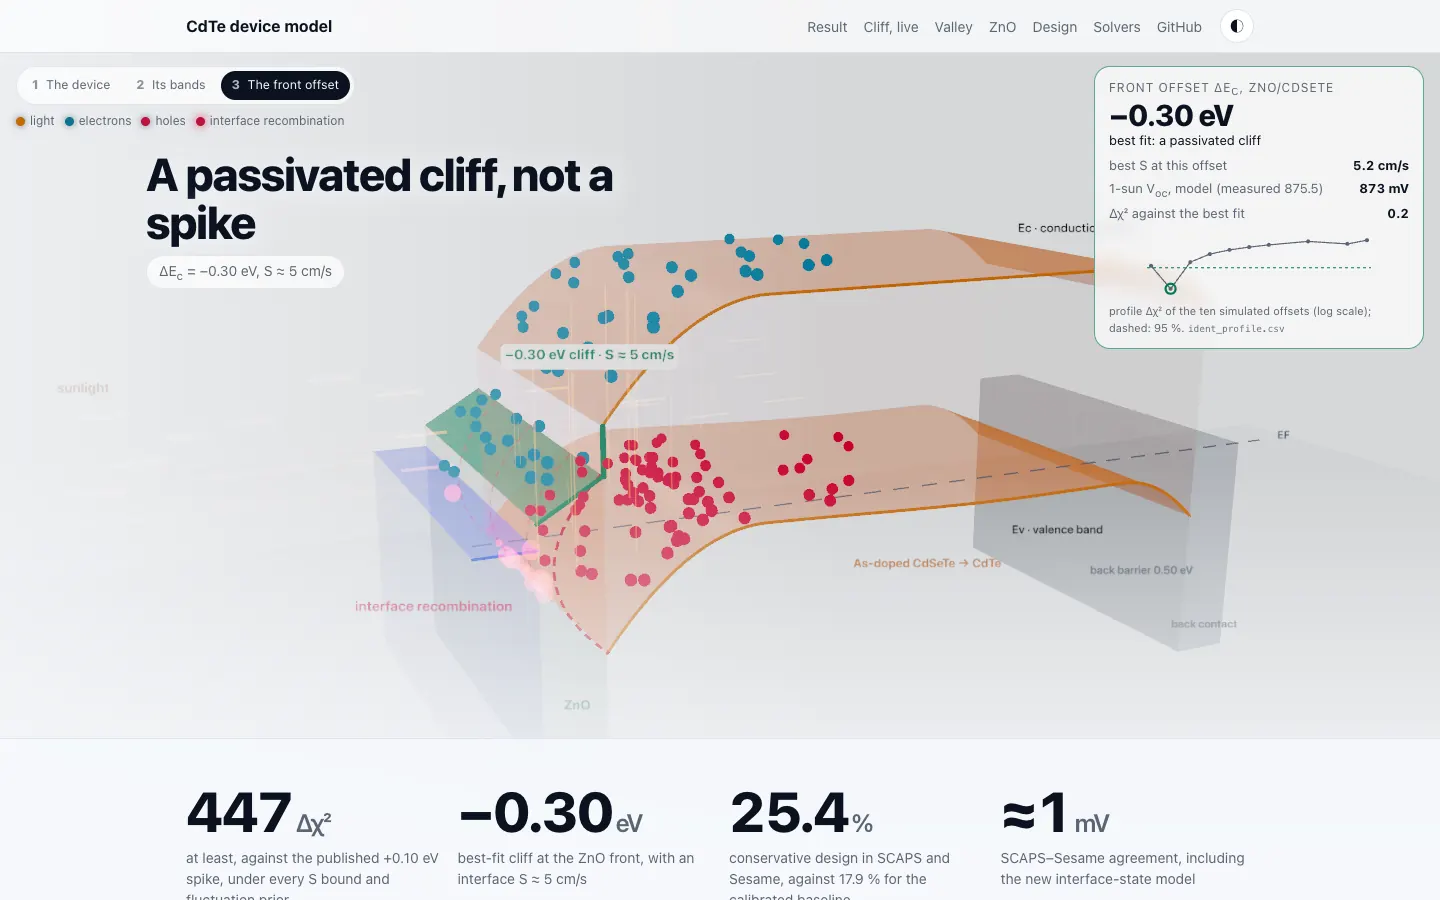 CdTe device model
Result Cliff, live Valley ZnO Design Solvers GitHub
1 The device 2 Its bands 3 The front offset
light electrons holes interface recombination
A passivated cliff, not a
spike
ΔEc = −0.30 eV, S ≈ 5 cm/s
FRONT OFFSET ΔEC, ZNO/CDSETE
−0.30 eV
best fit: a passivated cliff
best S at this offset 5.2 cm/s
1-sun Voc, model (measured 875.5) 873 mV
Δχ² against the best fit 0.2
profile Δχ² of the ten simulated offsets (log scale);
dashed: 95 %. ident_profile.csv
Ec · conductio
−0.30 eV cliff · S ≈ 5 cm/s
sunlight
EF
Ev · valence band
As-doped CdSeTe → CdTe
back barrier 0.50 eV
interface recombination
back contact
ZnO
447 Δχ²
at least, against the published +0.10 eV
spike, under every S bound and
fluctuation prior
−0.30 eV
best-fit cliff at the ZnO front, with an
interface S ≈ 5 cm/s
25.4 %
conservative design in SCAPS and
Sesame, against 17.9 % for the
calibrated baseline
≈1 mV
SCAPS–Sesame agreement, including
the new interface-state model